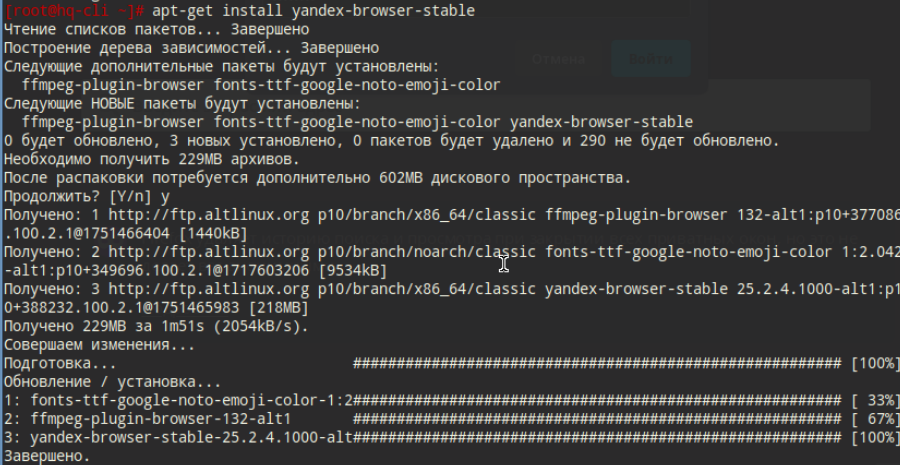 [root@hq-cli ~]# apt-get install yandex-browser-stable
Чтение списков пакетов... Завершено
Построение дерева зависимостей... Завершено
Следующие дополнительные пакеты будут установлены:
  ffmpeg-plugin-browser fonts-ttf-google-noto-emoji-color
Следующие НОВЫЕ пакеты будут установлены:
  ffmpeg-plugin-browser fonts-ttf-google-noto-emoji-color yandex-browser-stable
0 будет обновлено, 3 новых установлено, 0 пакетов будет удалено и 290 не будет обновлено.
Необходимо получить 229MB архивов.
После распаковки потребуется дополнительно 602MB дискового пространства.
Продолжить? [Y/n] y
Получено: 1 http://ftp.altlinux.org p10/branch/x86_64/classic ffmpeg-plugin-browser 132-alt1:p10+377086
.100.2.1@1751466404 [1440kB]
Получено: 2 http://ftp.altlinux.org p10/branch/noarch/classic fonts-ttf-google-noto-emoji-color 1:2.042
-alt1:p10+349696.100.2.1@1717603206 [9534kB]
Получено: 3 http://ftp.altlinux.org p10/branch/x86_64/classic yandex-browser-stable 25.2.4.1000-alt1:p1
0+388232.100.2.1@1751465983 [218MB]
Получено 229MB за 1m51s (2054kB/s).
Совершаем изменения...
Подготовка... ######################################################## [100%]
Обновление / установка...
1: fonts-ttf-google-noto-emoji-color-1:2######################################################## [ 33%]
2: ffmpeg-plugin-browser-132-alt1 ######################################################## [ 67%]
3: yandex-browser-stable-25.2.4.1000-alt######################################################## [100%]
Завершено.
Отмена
Войти